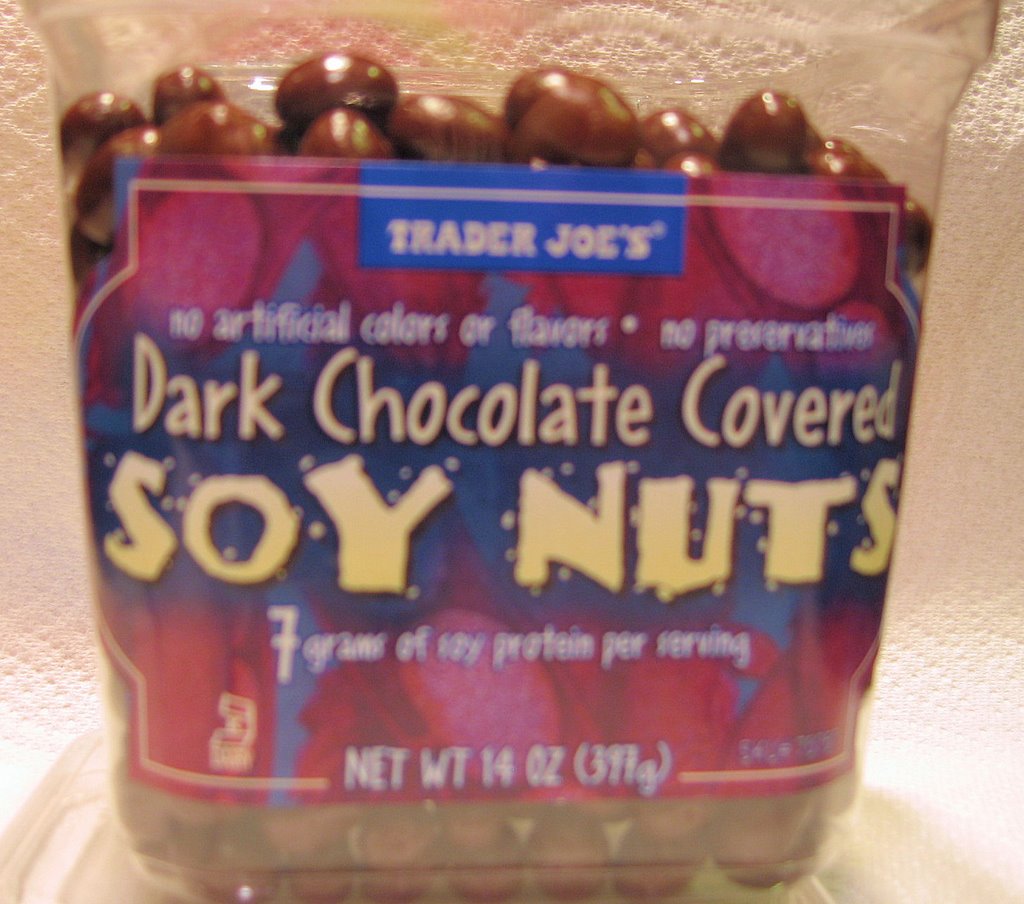 TRADER JOE'S
no artificial colors or flavors • no preservatives
Dark Chocolate Covered
SOY NUTS
7 grams of soy protein per serving
NET WT 14 OZ (397g)